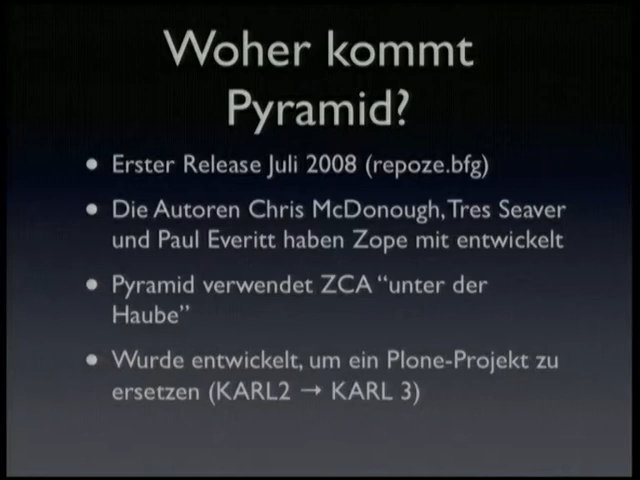 Woher kommt
Pyramid?
• Erster Release Juli 2008 (repoze.bfg)
• Die Autoren Chris McDonough, Tres Seaver
und Paul Everitt haben Zope mit entwickelt
• Pyramid verwendet ZCA “unter der
Haube”
• Wurde entwickelt, um ein Plone-Projekt zu
ersetzen (KARL2 → KARL 3)